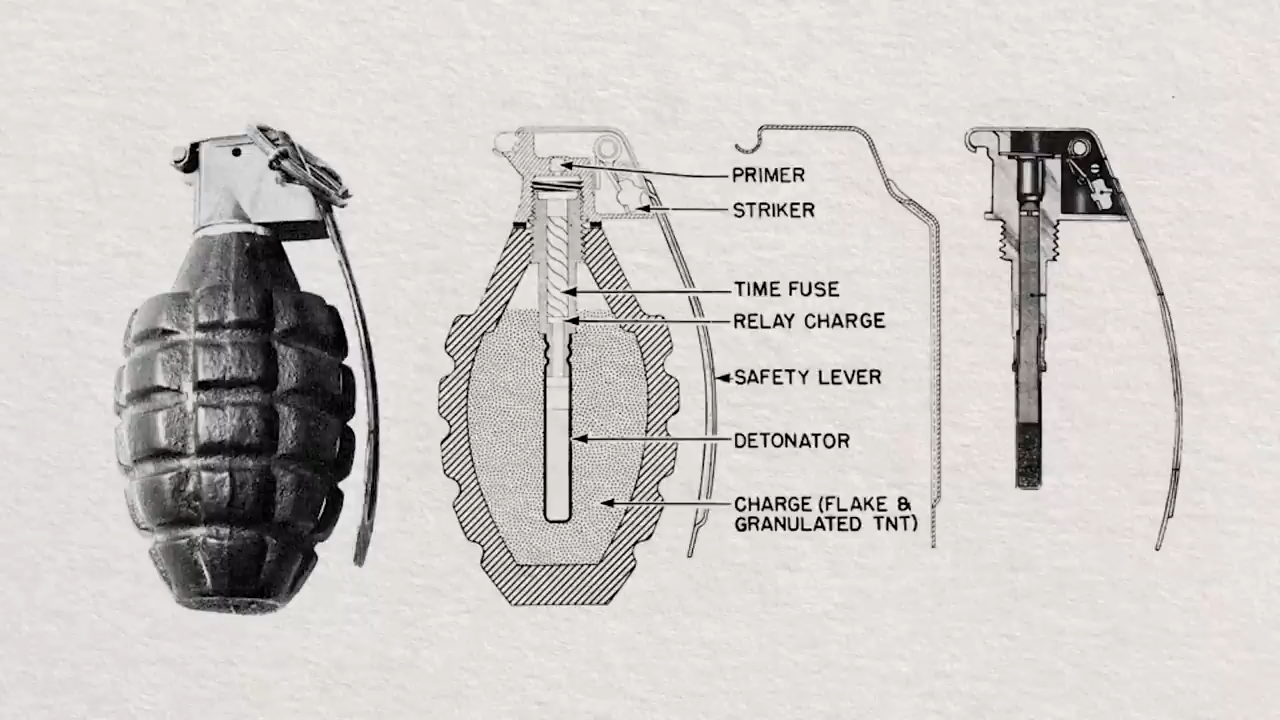 PRIMER
STRIKER
TIME FUSE
RELAY CHARGE
SAFETY LEVER
DETONATOR
CHARGE (FLAKE &
GRANULATED TNT)